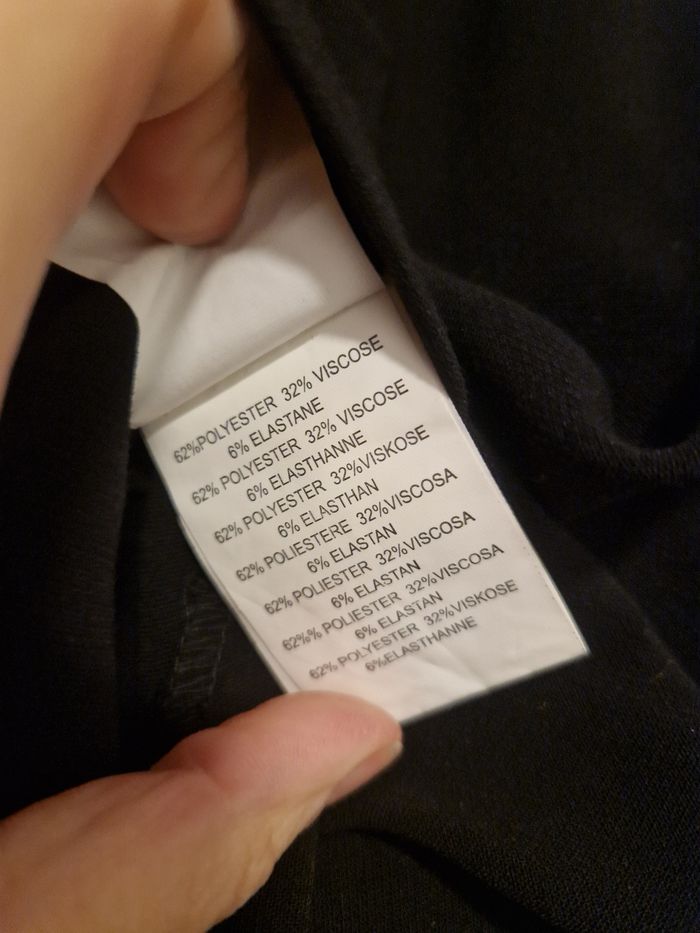 62%POLYESTER 32% VISCOSE
6% ELASTANE
62% POLYESTER 32% VISCOSE
6% ELASTHANNE
62% POLYESTER 32%VISKOSE
6% ELASTHAN
62% POLIESTERE 32%VISCOSA
6% ELASTAN
62% POLIESTER 32%VISCOSA
6% ELASTAN
62%% POLIESTER 32%VISCOSA
6% ELASTAN
62% POLYESTER 32%VISKOSE
6%ELASTHANNE